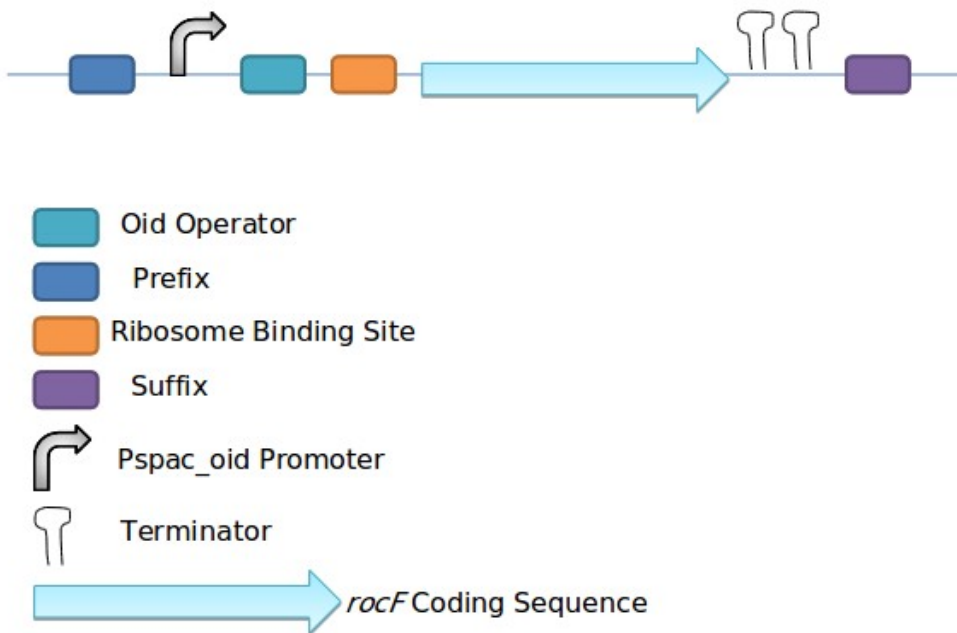 Oid Operator
Prefix
Ribosome Binding Site
Suffix
Pspac_oid Promoter
Terminator
rocF Coding Sequence